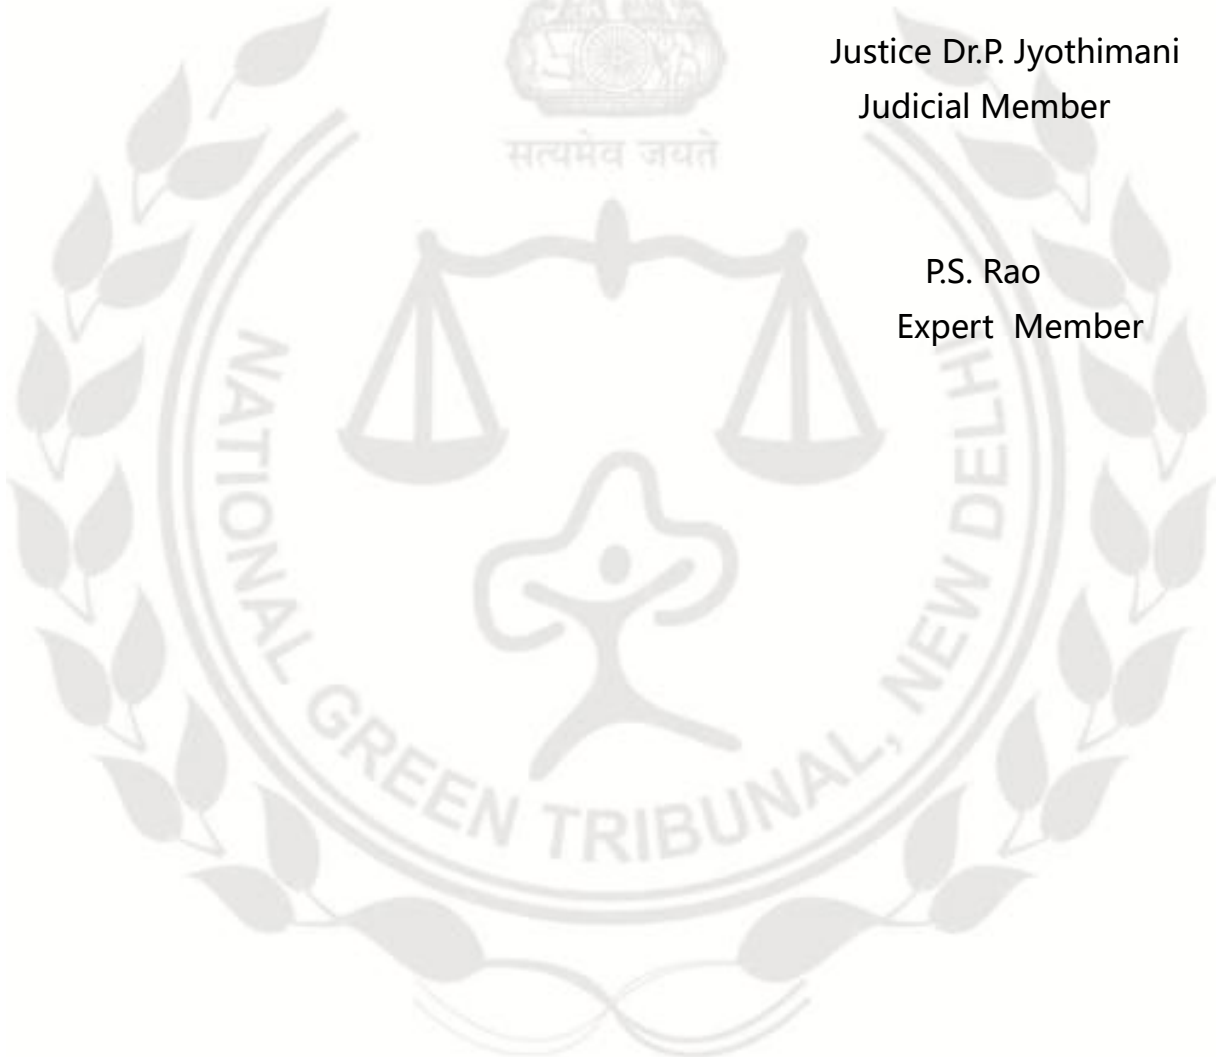 Justice Dr.P. Jyothimani
Judicial Member
सत्यमेव जयते
P.S. Rao
Expert Member
NATIONAL GREEN TRIBUNAL, NEW DELHI